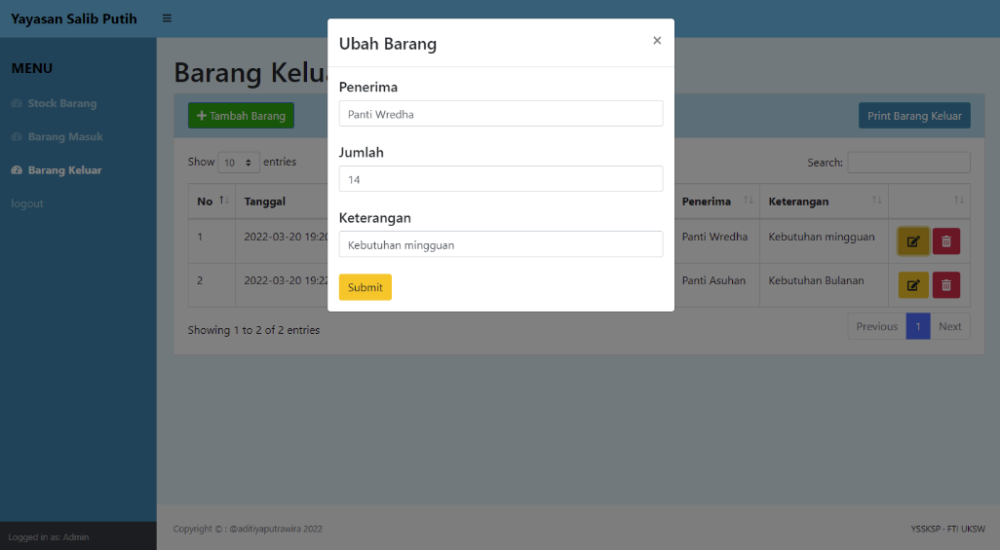 Yayasan Salib Putih
MENU
Stock Barang
Barang Masuk
Barang Keluar
logout
Logged in as: Admin
Barang Kelu
Tambah Barang
Print Barang Keluar
Show 10 entries
Search:
No Tanggal Penerima Keterangan
1 2022-03-20 19:20 Panti Wredha Kebutuhan mingguan
2 2022-03-20 19:22 Panti Asuhan Kebutuhan Bulanan
Showing 1 to 2 of 2 entries
Previous 1 Next
Ubah Barang ×
Penerima
Panti Wredha
Jumlah
14
Keterangan
Kebutuhan mingguan
Submit
Copyright © : @aditiyaputrawira 2022
YSSKSP · FTI UKSW